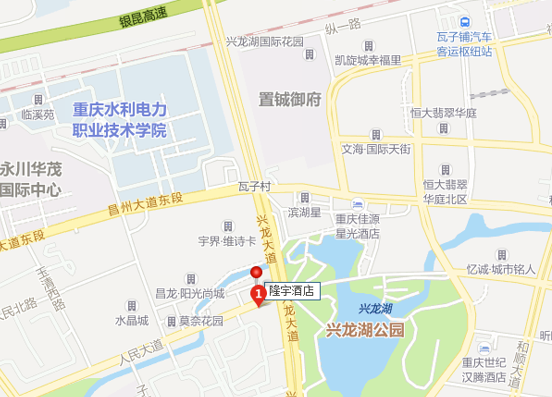 银昆高速
纵一路
瓦子铺汽车
客运枢纽站
兴龙湖国际花园
凯旋城幸福里
临溪苑
重庆水利电力
职业技术学院
置铖御府
恒大翡翠华庭
文海·国际天街
永川华茂
国际中心
恒大翡翠
华庭北区
瓦子村
昌州大道东段
滨湖星
重庆佳源
星光酒店
兴龙大道
大道东段
宇界·维诗卡
玉清西路
忆诚·城市铭人
昌龙·阳光尚城
1
隆宇酒店
人民北路
水晶城
莫奈花园
兴龙湖
兴龙湖公园
龙大道
人民大道
和顺大道
昕
重庆世纪
汉腾酒店
子
兴